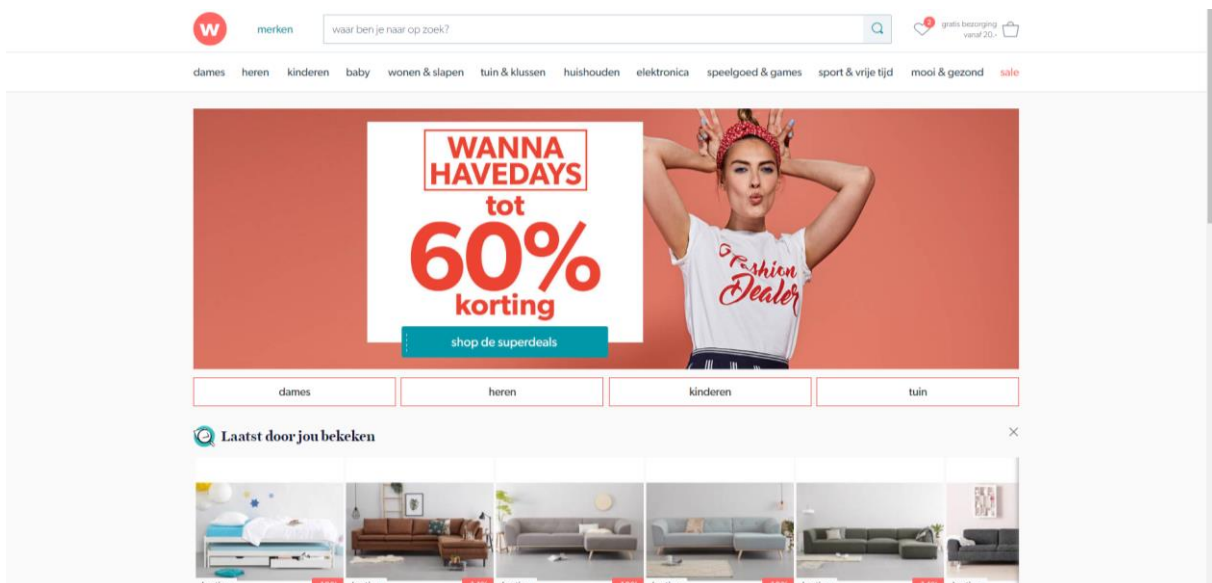 w
merken
waar ben je naar op zoek?
2
gratis bezorging
vanaf 20.-
dames heren kinderen baby wonen & slapen tuin & klussen huishouden elektronica speelgoed & games sport & vrije tijd mooi & gezond sale
WANNA
HAVEDAYS
tot
60%
korting
shop de superdeals
Fashion
Dealer
dames heren kinderen tuin
Laatst door jou bekeken